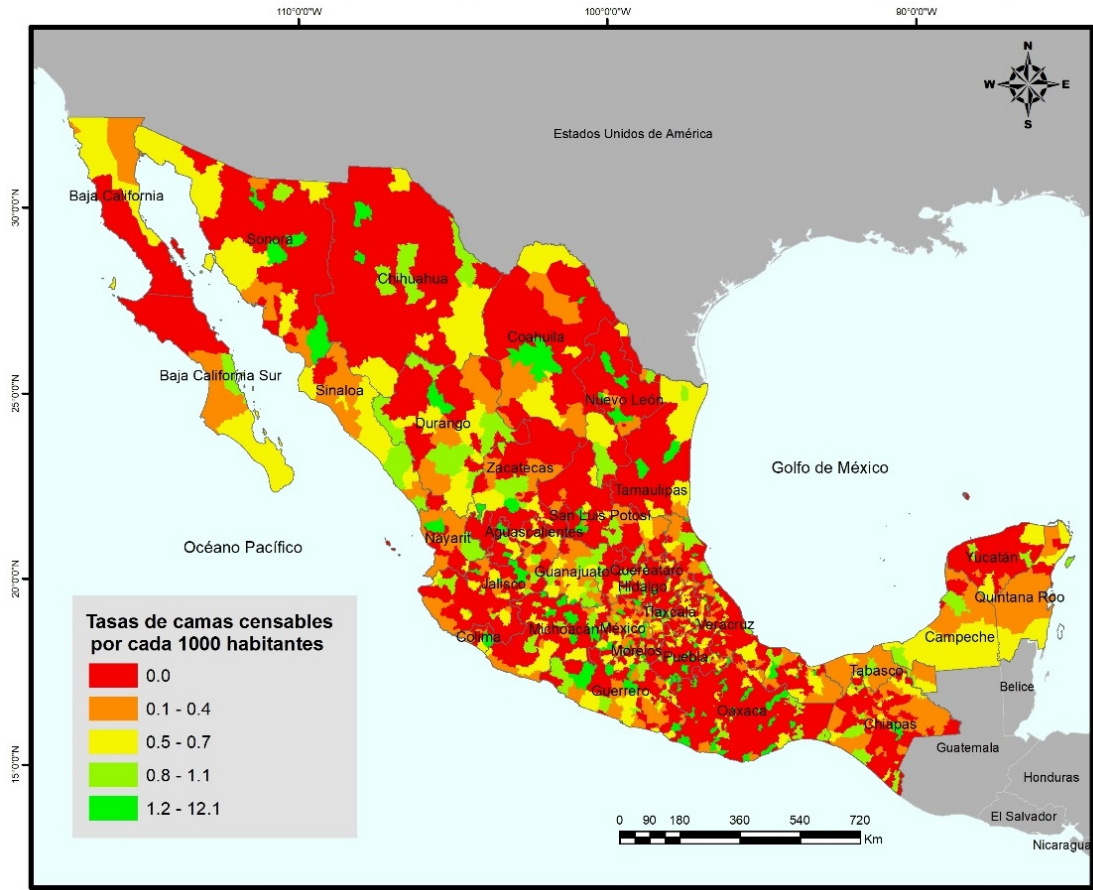 110°0'0"W
100°0'0"W
90°0'0"W
N
W
E
S
Estados Unidos de América
30°0'0"N
25°0'0"N
20°0'0"N
15°0'0"N
Baja California
Sonora
Chihuahua
Coahuila
Baja California Sur
Sinaloa
Nuevo León
Durango
Zacatecas
Tamaulipas
Golfo de México
San Luis Potosí
Nayarit
Aguascalientes
Océano Pacífico
Yucatán
Guanajuato
Querétaro
Jalisco
Hidalgo
Quintana Roo
Tlaxcala
Colima
Michoacán
México
Veracruz
Campeche
Morelos
Puebla
Tabasco
Guerrero
Belice
Oaxaca
Chiapas
Guatemala
Honduras
El Salvador
Nicaragua
Tasas de camas censables
por cada 1000 habitantes
0.0
0.1 - 0.4
0.5 - 0.7
0.8 - 1.1
1.2 - 12.1
0 90 180 360 540 720
Km